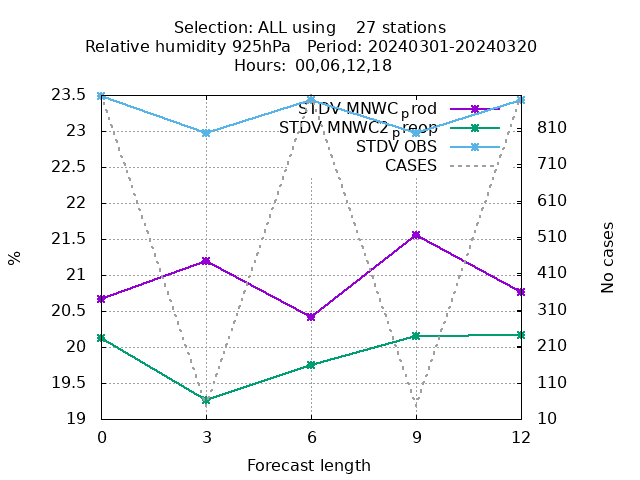 Selection: ALL using    27 stations
Relative humidity 925hPa   Period: 20240301-20240320
Hours: 00,06,12,18
STDV MNWCprod
STDV MNWC2preop
STDV OBS
CASES
23.5
23
22.5
22
21.5
21
20.5
20
19.5
19
810
710
610
510
410
310
210
110
10
%
No cases
0 3 6 9 12
Forecast length